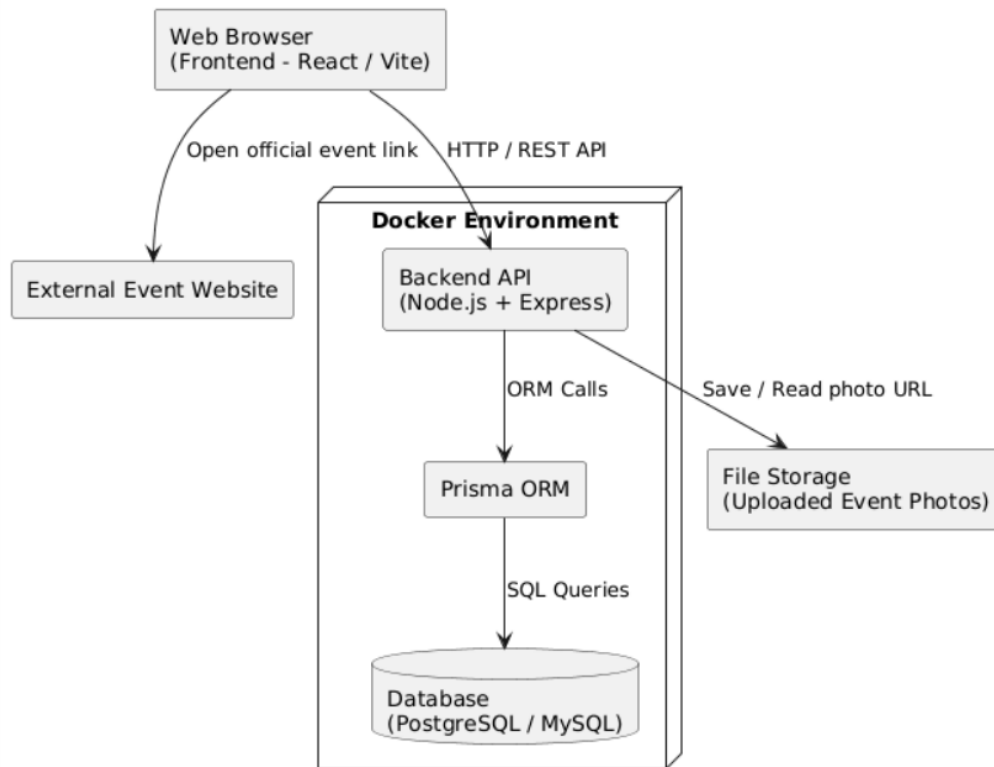 Web Browser
(Frontend - React / Vite)
Open official event link
HTTP / REST API
Docker Environment
External Event Website
Backend API
(Node.js + Express)
ORM Calls
Save / Read photo URL
Prisma ORM
File Storage
(Uploaded Event Photos)
SQL Queries
Database
(PostgreSQL / MySQL)